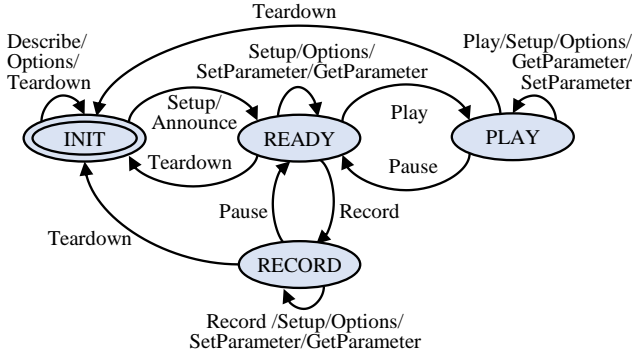 Teardown
Describe/
Options/
Teardown
Setup/Options/
SetParameter/GetParameter
Play/Setup/Options/
GetParameter/
SetParameter
Setup/
Announce
Play
INIT
READY
PLAY
Teardown
Pause
Pause
Record
Teardown
RECORD
Record /Setup/Options/
SetParameter/GetParameter